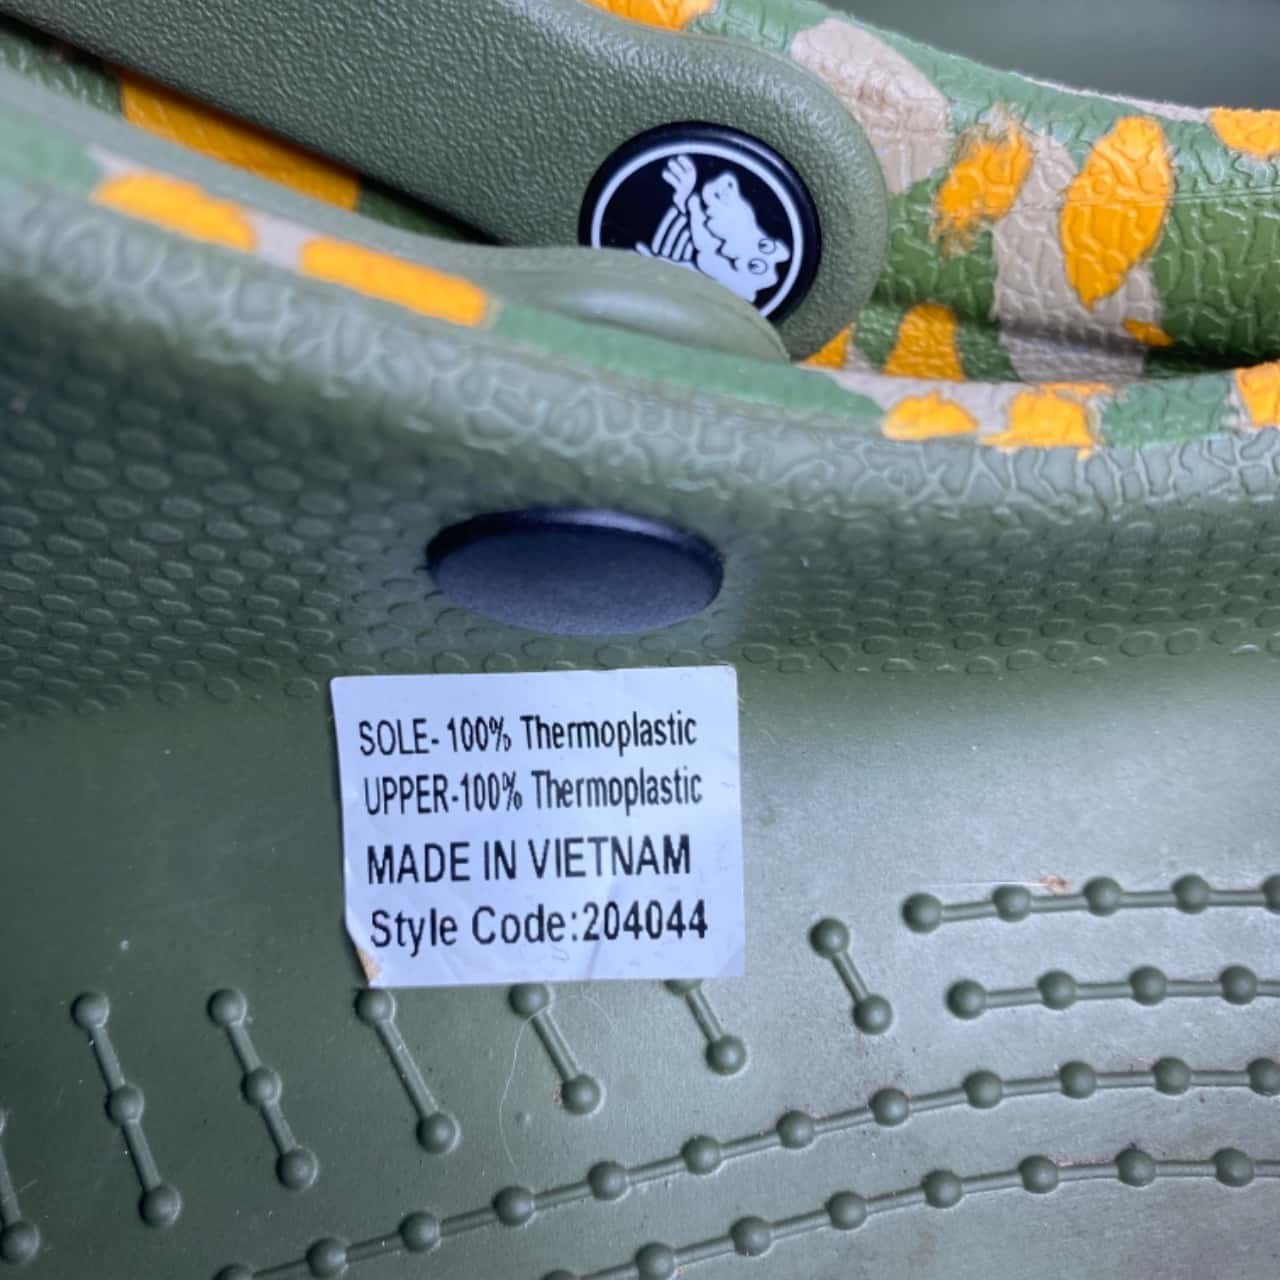 SOLE- 100% Thermoplastic
UPPER-100% Thermoplastic
MADE IN VIETNAM
Style Code:204044